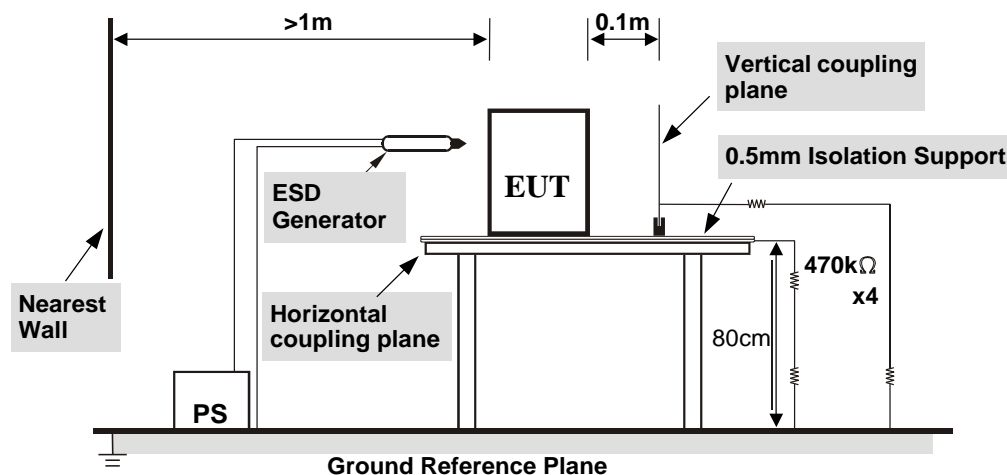 >1m
0.1m
Vertical coupling
plane
0.5mm Isolation Support
ESD
Generator
EUT
470kΩ
x4
Nearest
Wall
Horizontal
coupling plane
80cm
PS
Ground Reference Plane